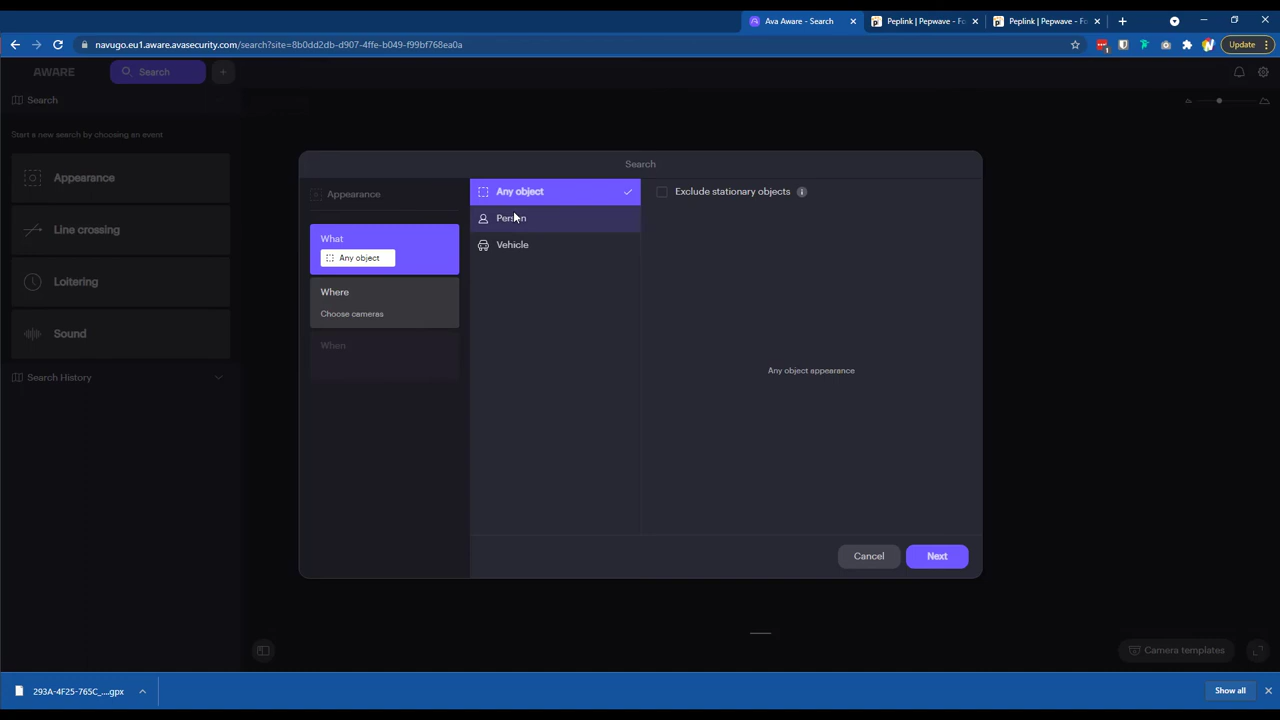 Ava Aware - Search
Peplink | Pepwave - Fo
Peplink | Pepwave - Fo
navugo.eu1.aware.avasecurity.com/search?site=8b0dd2db-d907-4ffe-b049-f99bf768ea0a
Update
AWARE
Search
Search
Start a new search by choosing an event
Appearance
Line crossing
Loitering
Sound
Search History
Search
Appearance
What
Any object
Where
Choose cameras
When
Any object
Person
Vehicle
Exclude stationary objects
Any object appearance
Cancel
Next
Camera templates
293A-4F25-765C_....gpx
Show all